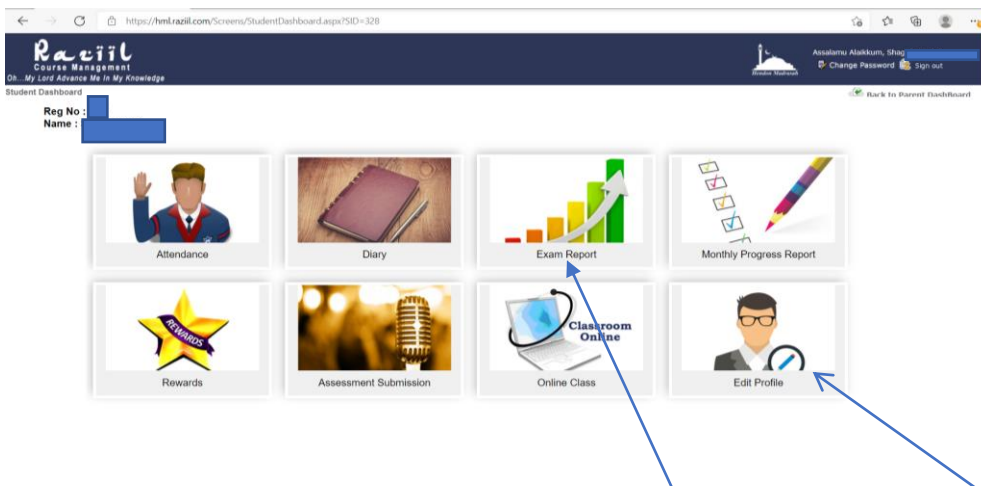 https://hml.raziil.com/Screens/StudentDashboard.aspx?SID=328
Raziil
Course Management
Oh...My Lord Advance Me In My Knowledge
Hendon Madrasah
Assalamu Alaikkum, Shag
Change Password Sign out
Student Dashboard
Back to Parent DashBoard
Reg No :
Name :
Attendance
Diary
Exam Report
Monthly Progress Report
REWARDS
Classroom
Online
Rewards
Assessment Submission
Online Class
Edit Profile